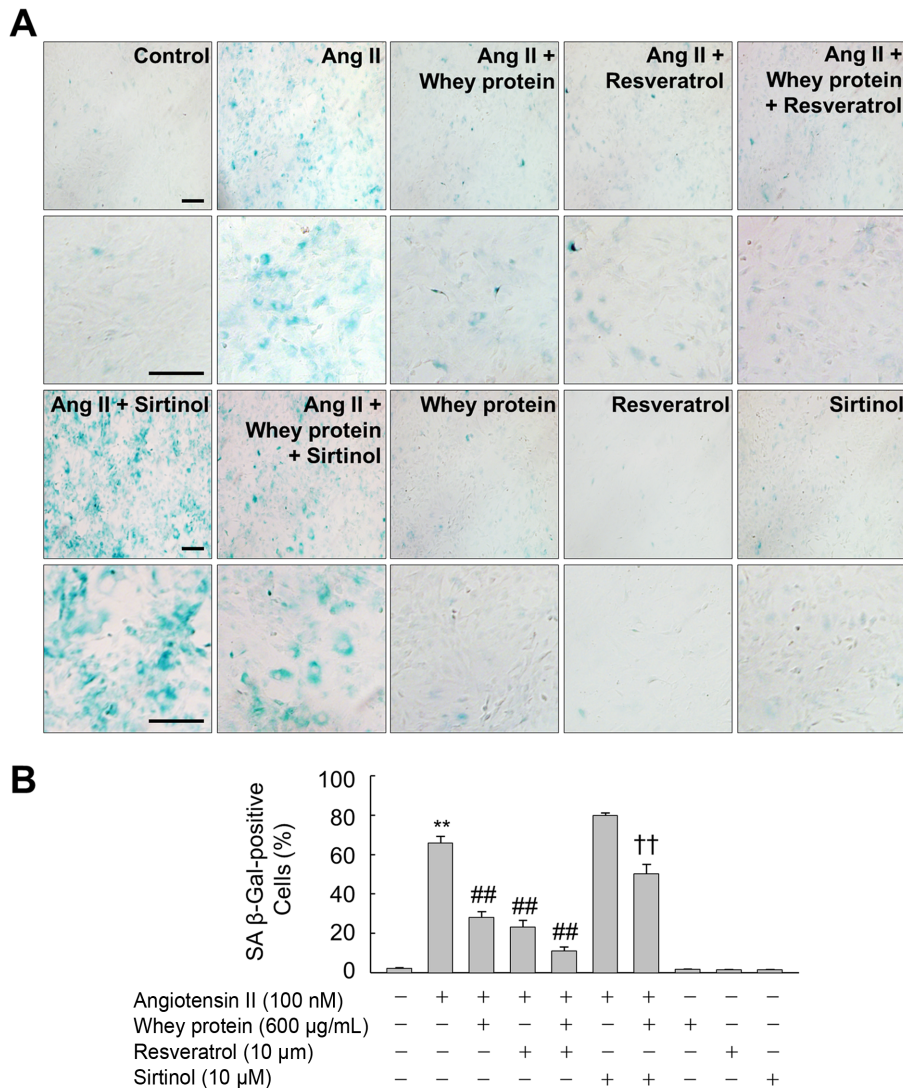 A
Control
Ang II
Ang II +
Whey protein
Ang II +
Resveratrol
Ang II +
Whey protein
+ Resveratrol
Ang II + Sirtinol
Ang II +
Whey protein
+ Sirtinol
Whey protein
Resveratrol
Sirtinol
B
SA β-Gal-positive
Cells (%)
100
80
60
40
20
0
**
##
##
##
††
Angiotensin II (100 nM) − + + + + + + − − −
Whey protein (600 µg/mL) − − + − + − + + − −
Resveratrol (10 µm) − − − + + − − − + −
Sirtinol (10 µM) − − − − − + + − − +